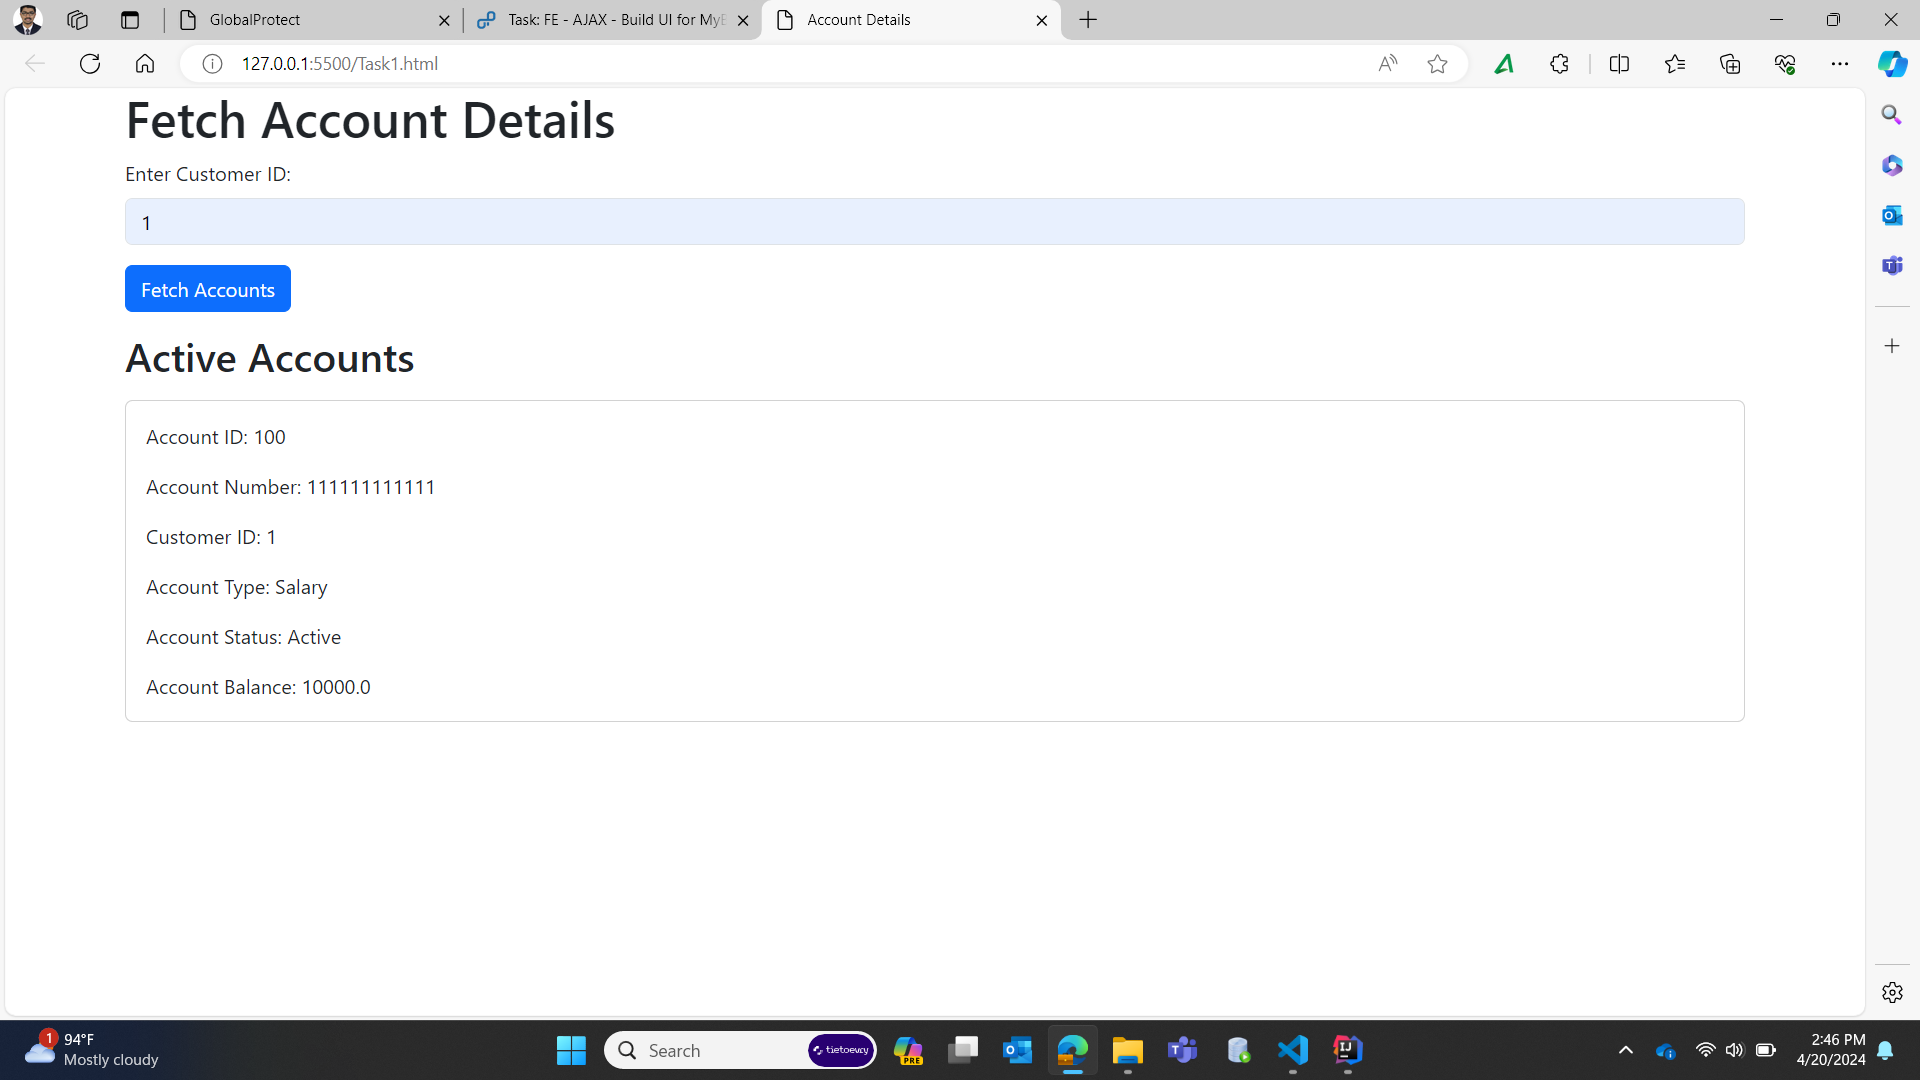 GlobalProtect
Task: FE - AJAX - Build UI for MyB
Account Details
127.0.0.1:5500/Task1.html
Fetch Account Details
Enter Customer ID:
1
Fetch Accounts
Active Accounts
Account ID: 100
Account Number: 111111111111
Customer ID: 1
Account Type: Salary
Account Status: Active
Account Balance: 10000.0
1
94°F
Mostly cloudy
Search
tietoevry
PRE
2:46 PM
4/20/2024